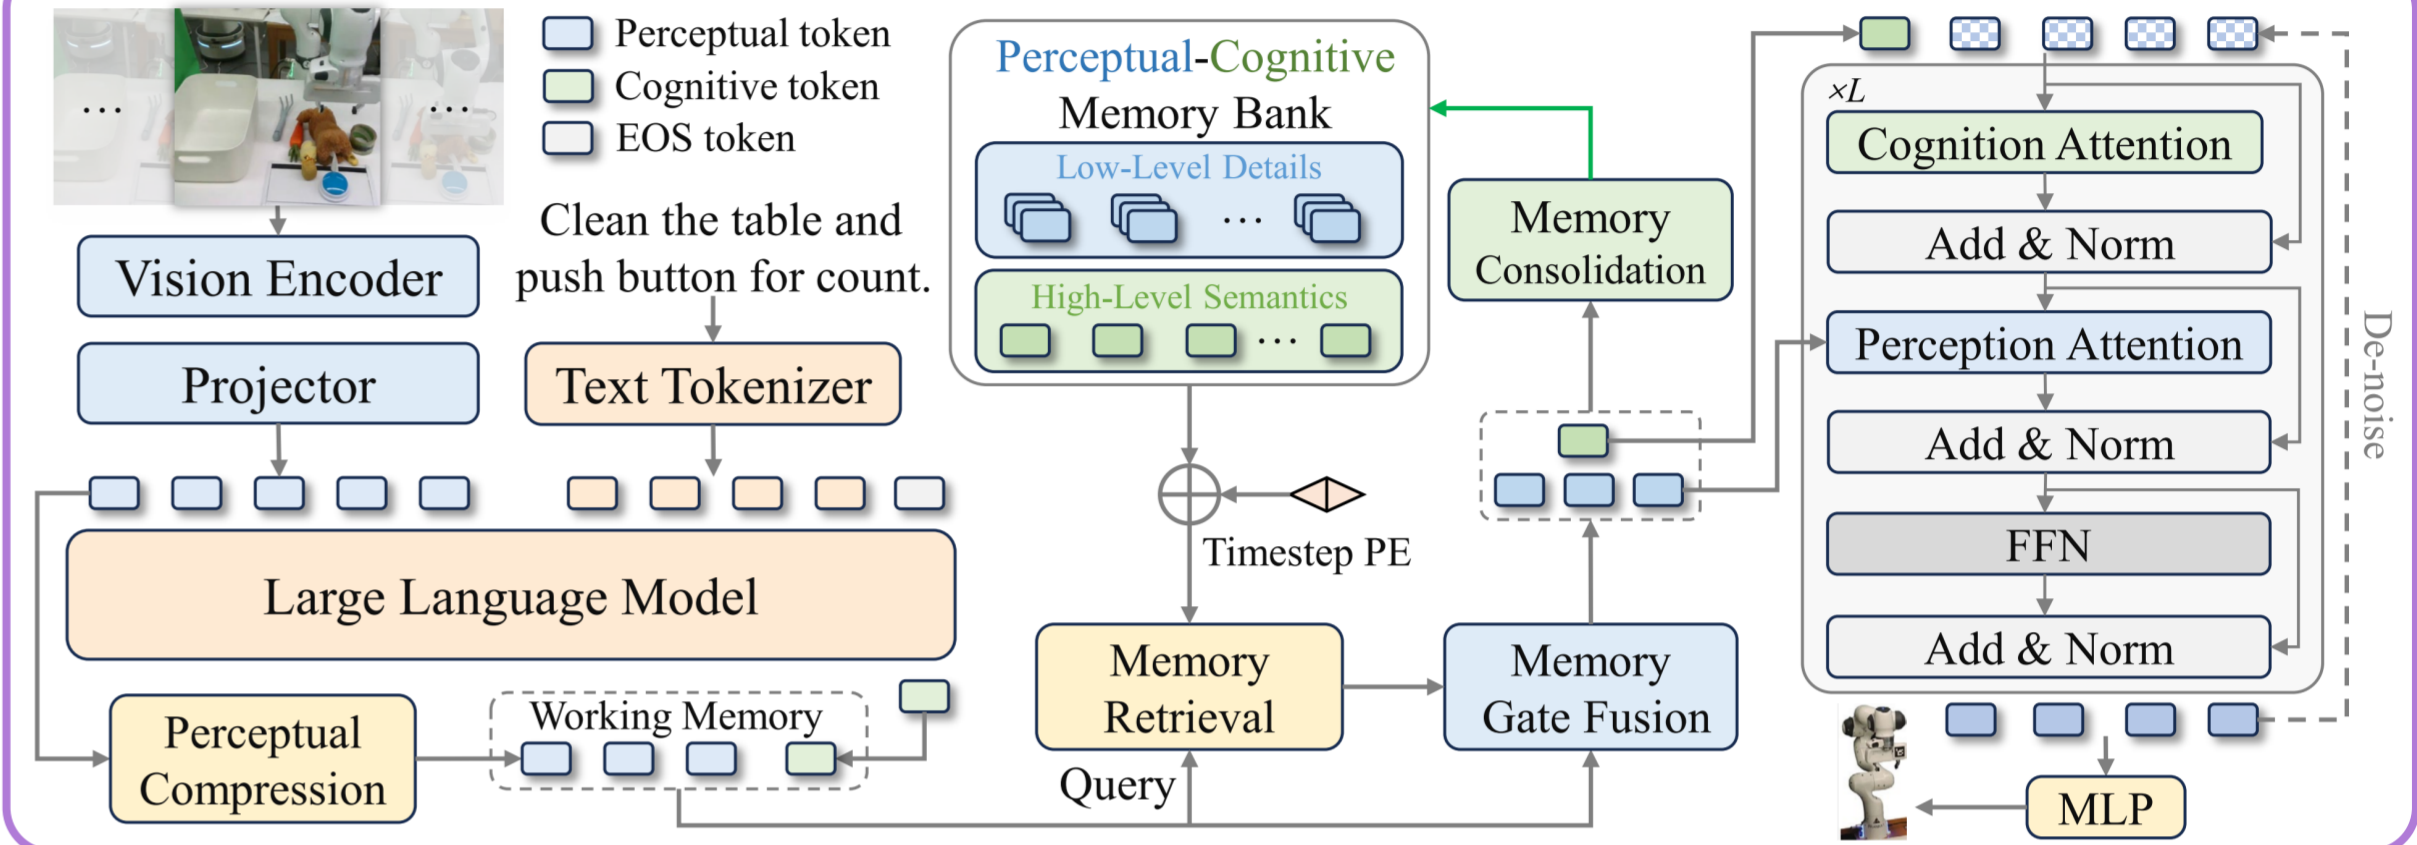 Perceptual token
Cognitive token
EOS token
Clean the table and
push button for count.
Vision Encoder
Projector
Text Tokenizer
Large Language Model
Perceptual
Compression
Working Memory
Perceptual-Cognitive
Memory Bank
Low-Level Details
...
High-Level Semantics
...
Timestep PE
Memory
Retrieval
Query
Memory
Consolidation
Memory
Gate Fusion
×L
Cognition Attention
Add & Norm
Perception Attention
Add & Norm
FFN
Add & Norm
De-noise
MLP